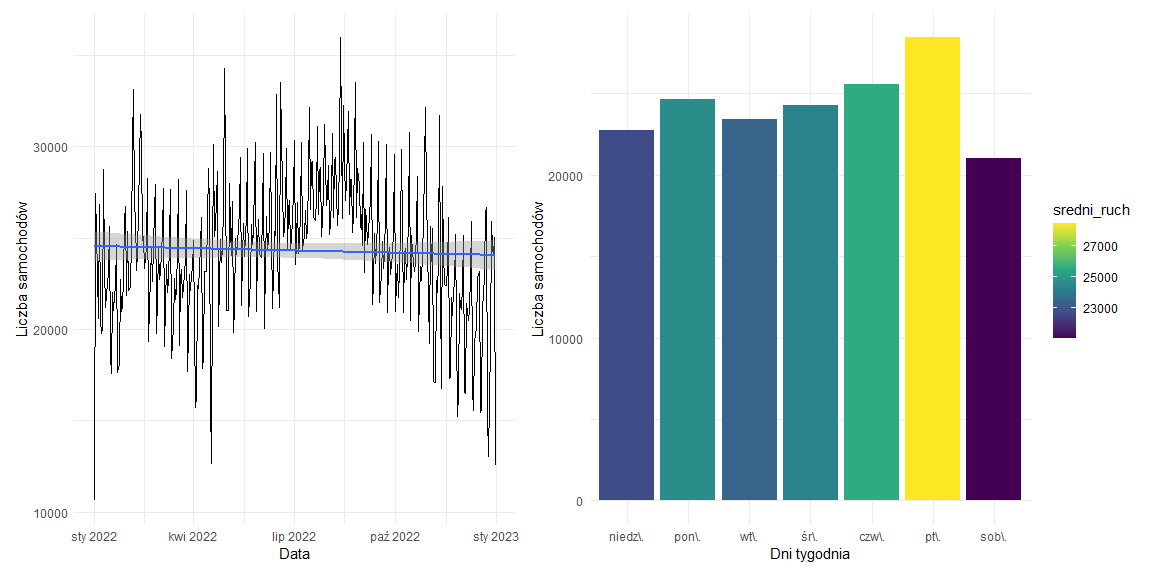 Liczba samochodów
30000
20000
10000
sty 2022
kwi 2022
lip 2022
paź 2022
sty 2023
Data
Liczba samochodów
20000
10000
0
niedz\.
pon\.
wt\.
śr\.
czw\.
pt\.
sob\.
Dni tygodnia
sredni_ruch
27000
25000
23000